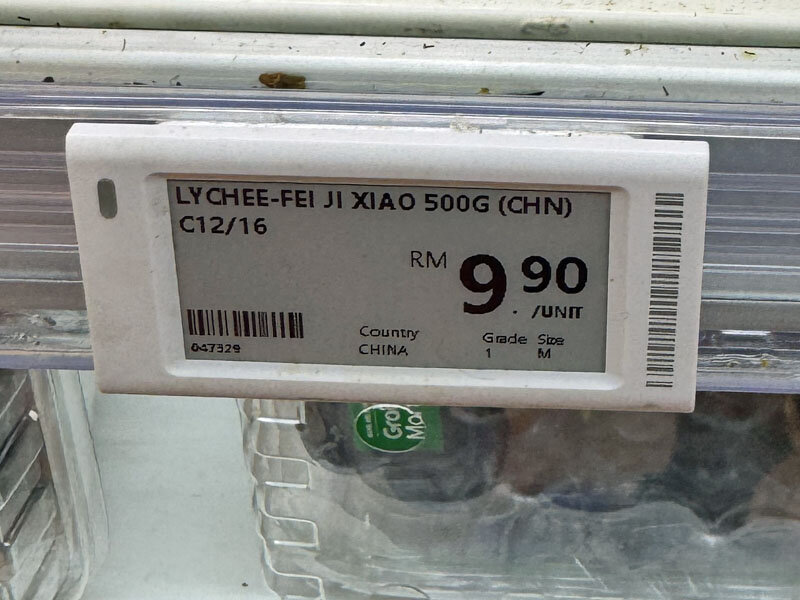 LYCHEE-FEI JI XIAO 500G (CHN)
C12/16
RM 9.90
/UNIT
047329
Country
CHINA
Grade Size
1 M